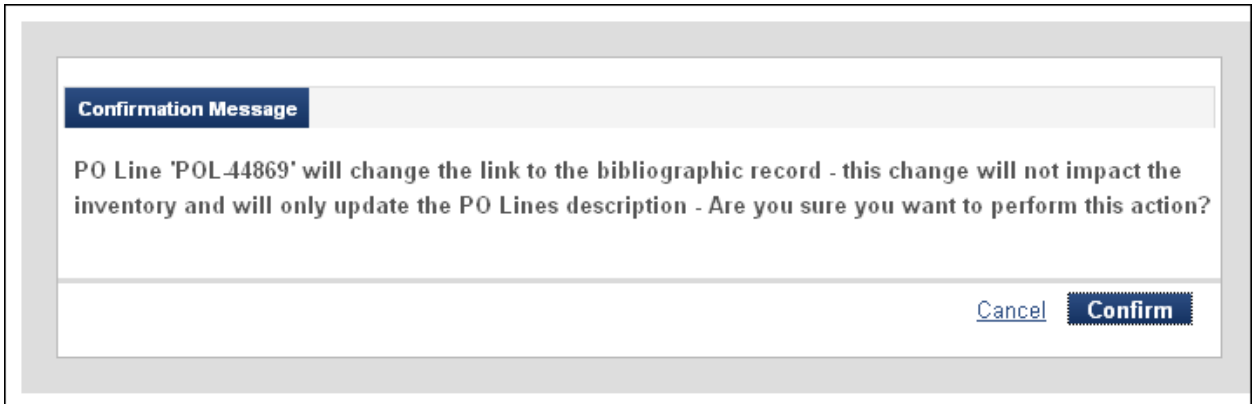 Confirmation Message
PO Line 'POL-44869' will change the link to the bibliographic record - this change will not impact the
inventory and will only update the PO Lines description - Are you sure you want to perform this action?
Cancel Confirm